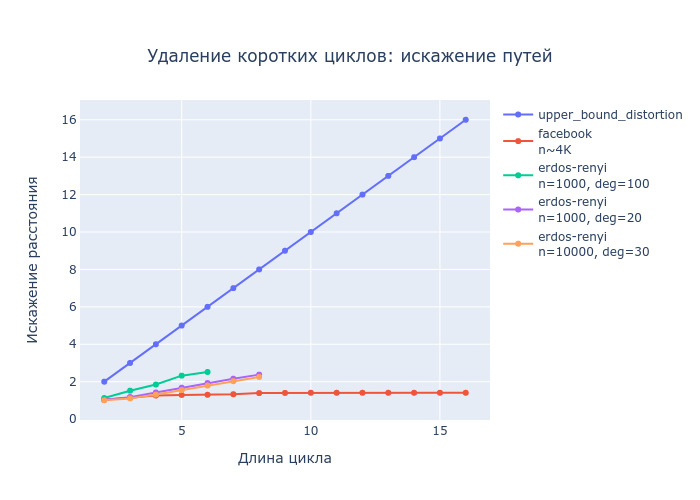 Удаление коротких циклов: искажение путей
upper_bound_distortion
facebook
n~4K
erdos-renyi
n=1000, deg=100
erdos-renyi
n=1000, deg=20
erdos-renyi
n=10000, deg=30
Искажение расстояния
16
14
12
10
8
6
4
2
0
5
10
15
Длина цикла